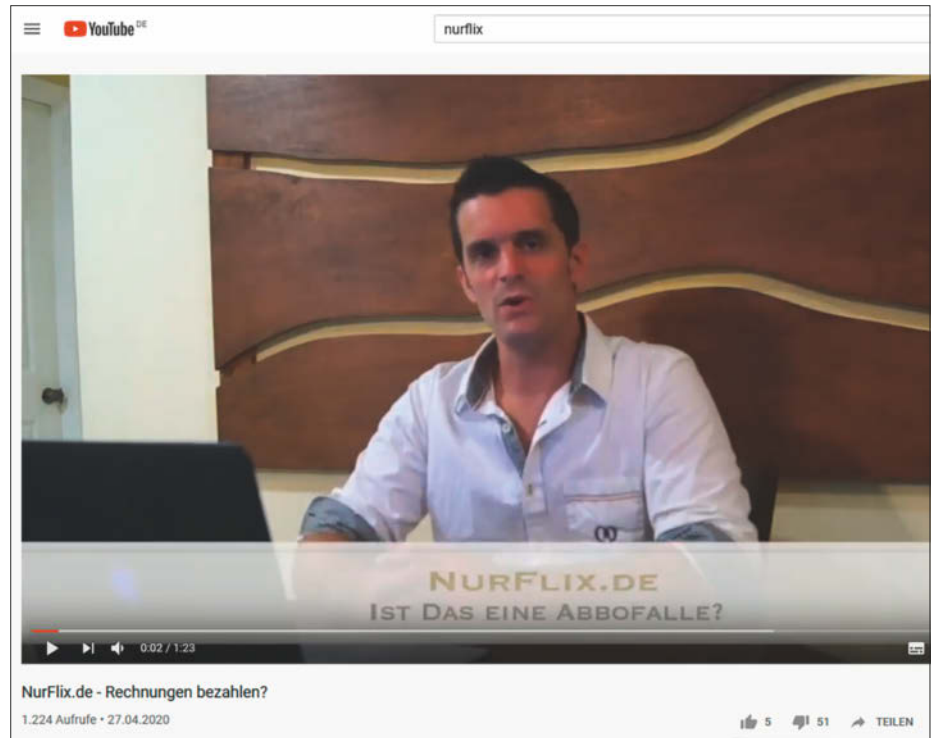 YouTube DE
nurflix
NURFLIX.DE
IST DAS EINE ABBOFALLE?
0:02 / 1:23
NurFlix.de - Rechnungen bezahlen?
1.224 Aufrufe • 27.04.2020
5 51 TEILEN